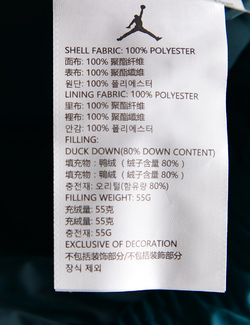 SHELL FABRIC: 100% POLYESTER
面布: 100% 聚酯纤维
表布: 100% 聚酯纖維
원단: 100% 폴리에스터
LINING FABRIC: 100% POLYESTER
里布: 100% 聚酯纤维
裡布: 100% 聚酯纖維
안감: 100% 폴리에스터
FILLING:
DUCK DOWN(80% DOWN CONTENT)
填充物：鸭绒（绒子含量 80%）
填充物：鴨絨（絨子含量 80%）
충전재: 오리털(함유량 80%)
FILLING WEIGHT: 55G
充绒量: 55克
充絨量: 55克
충전재: 55G
EXCLUSIVE OF DECORATION
不包括装饰部分/不包括裝飾部分
장식 제외